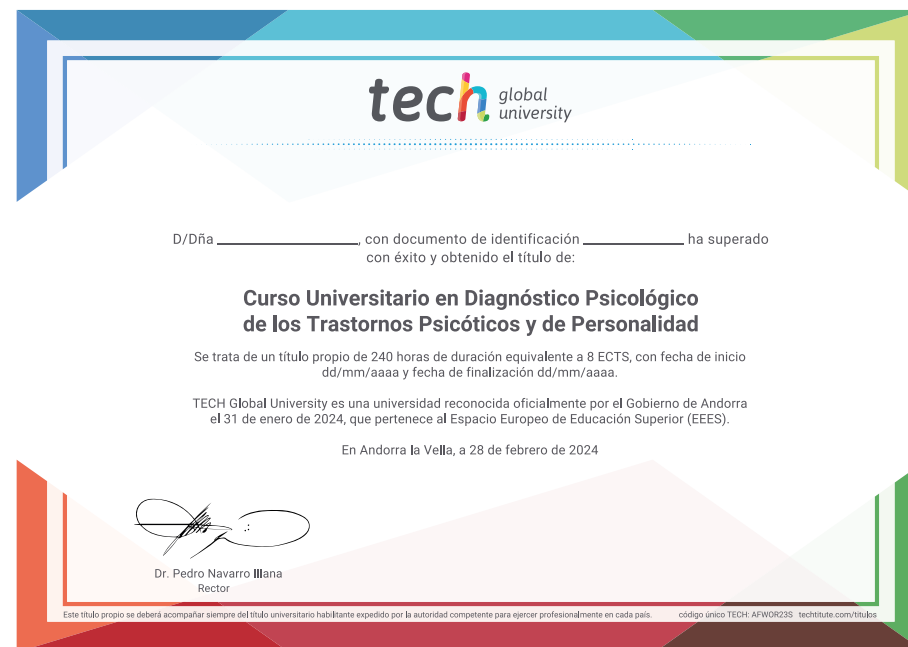 tech global university
D/Dña ______________, con documento de identificación ______________ ha superado
con éxito y obtenido el título de:
Curso Universitario en Diagnóstico Psicológico
de los Trastornos Psicóticos y de Personalidad
Se trata de un título propio de 240 horas de duración equivalente a 8 ECTS, con fecha de inicio
dd/mm/aaaa y fecha de finalización dd/mm/aaaa.
TECH Global University es una universidad reconocida oficialmente por el Gobierno de Andorra
el 31 de enero de 2024, que pertenece al Espacio Europeo de Educación Superior (EEES).
En Andorra la Vella, a 28 de febrero de 2024
Dr. Pedro Navarro Illana
Rector
Este título propio se deberá acompañar siempre del título universitario habilitante expedido por la autoridad competente para ejercer profesionalmente en cada país. código único TECH: AFWOR23S techtitute.com/titulos